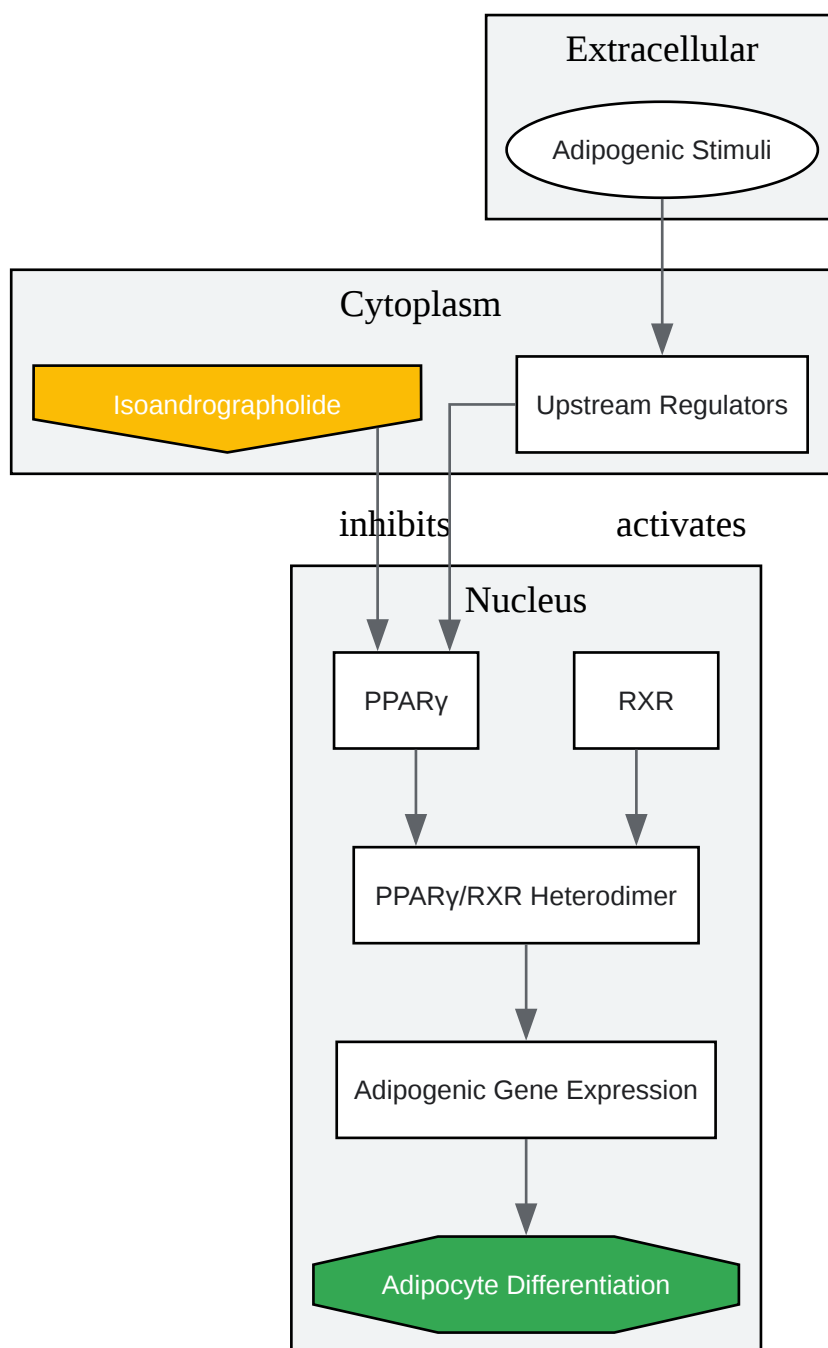 Extracellular
Adipogenic Stimuli
Cytoplasm
Isoandrographolide
Upstream Regulators
inhibits
activates
Nucleus
PPARγ
RXR
PPARγ/RXR Heterodimer
Adipogenic Gene Expression
Adipocyte Differentiation